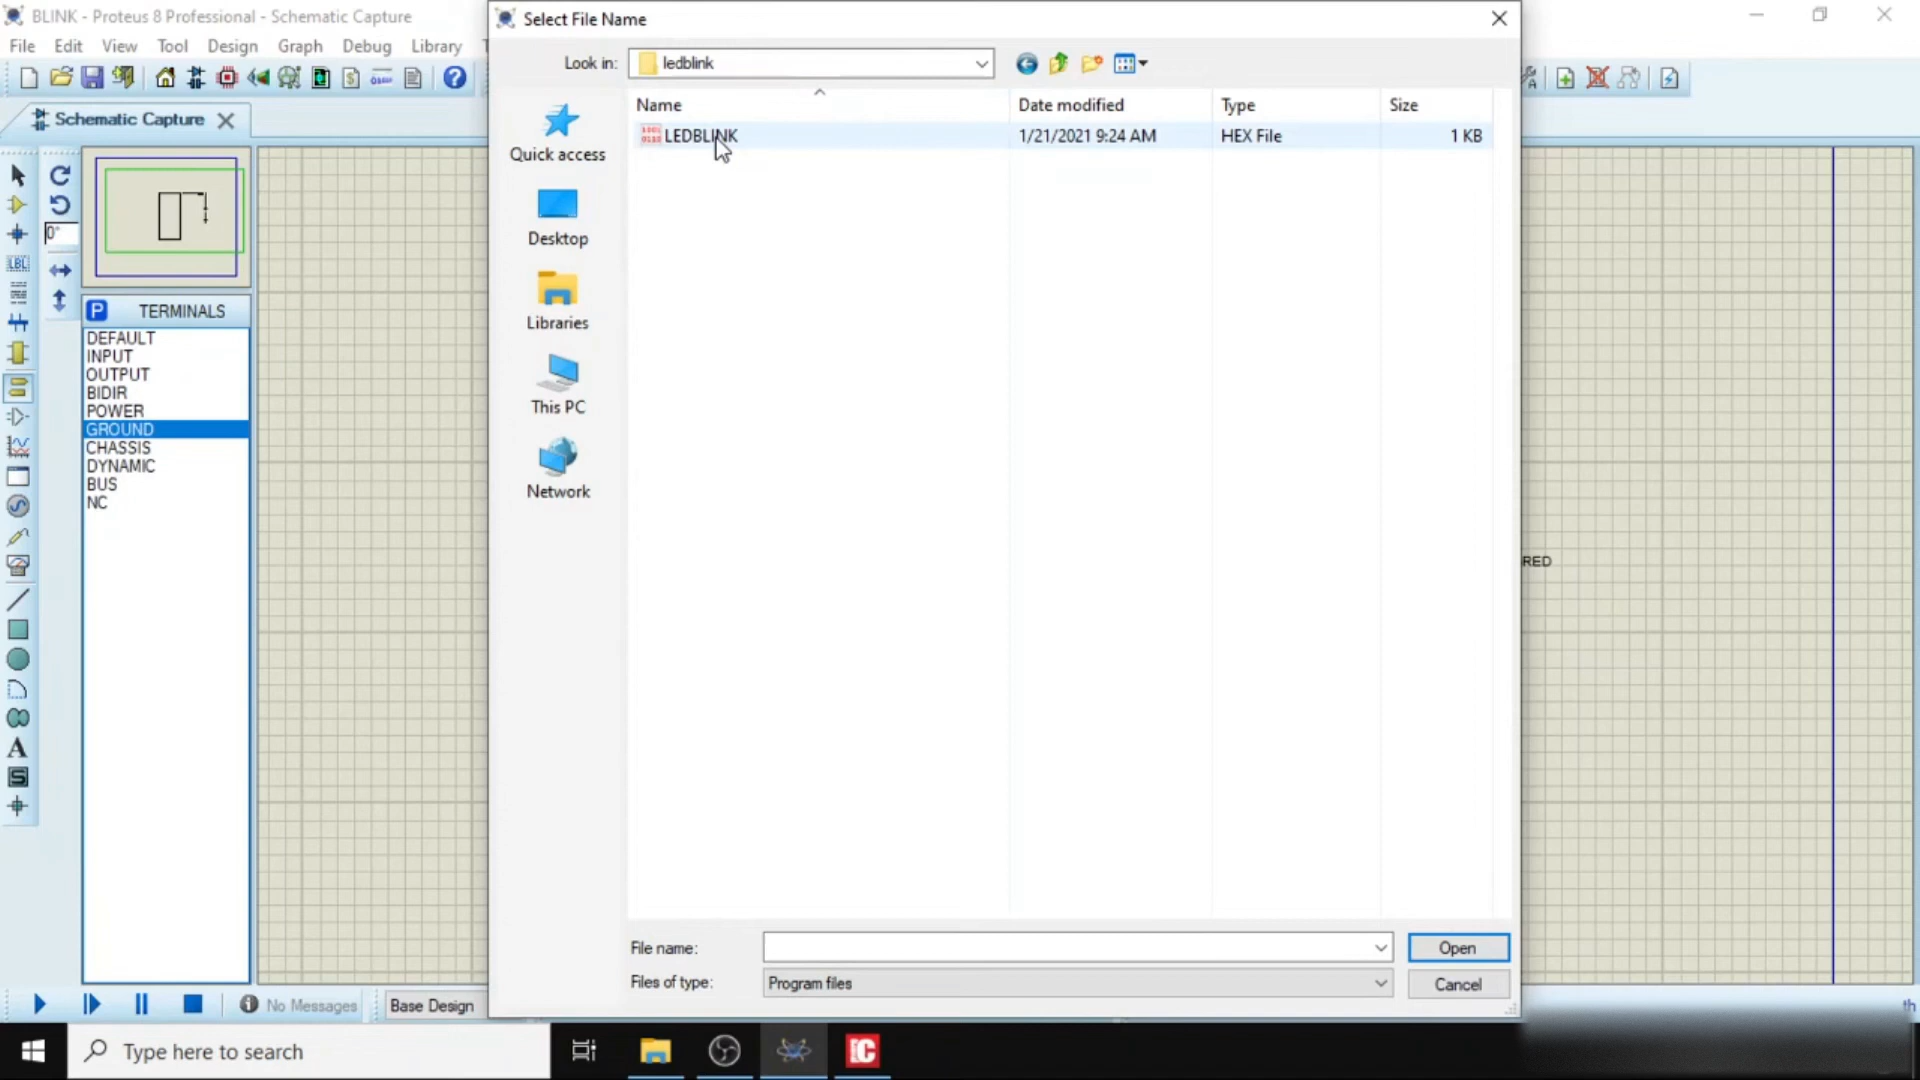 BLINK - Proteus 8 Professional - Schematic Capture
File Edit View Tool Design Graph Debug Library
Schematic Capture
0°
LBL
TERMINALS
DEFAULT
INPUT
OUTPUT
BIDIR
POWER
GROUND
CHASSIS
DYNAMIC
BUS
NC
Select File Name
Look in: ledblink
Name Date modified Type Size
LEDBLINK 1/21/2021 9:24 AM HEX File 1 KB
Quick access
Desktop
Libraries
This PC
Network
File name: Open
Files of type: Program files Cancel
RED
No Messages Base Design
th
Type here to search